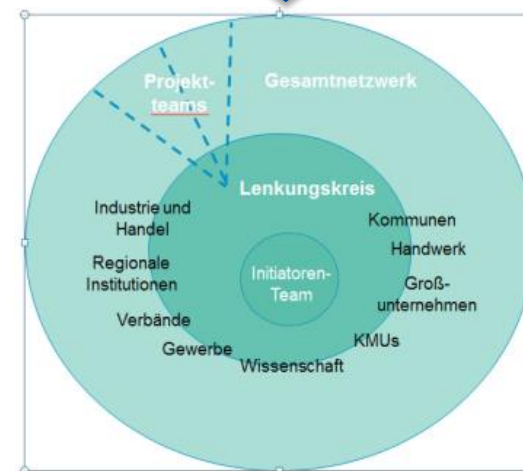 Projekt-
teams
Gesamtnetzwerk
Lenkungskreis
Industrie und
Handel
Regionale
Institutionen
Verbände
Gewerbe
Wissenschaft
KMUs
Groß-
unternehmen
Handwerk
Kommunen
Initiatoren-
Team